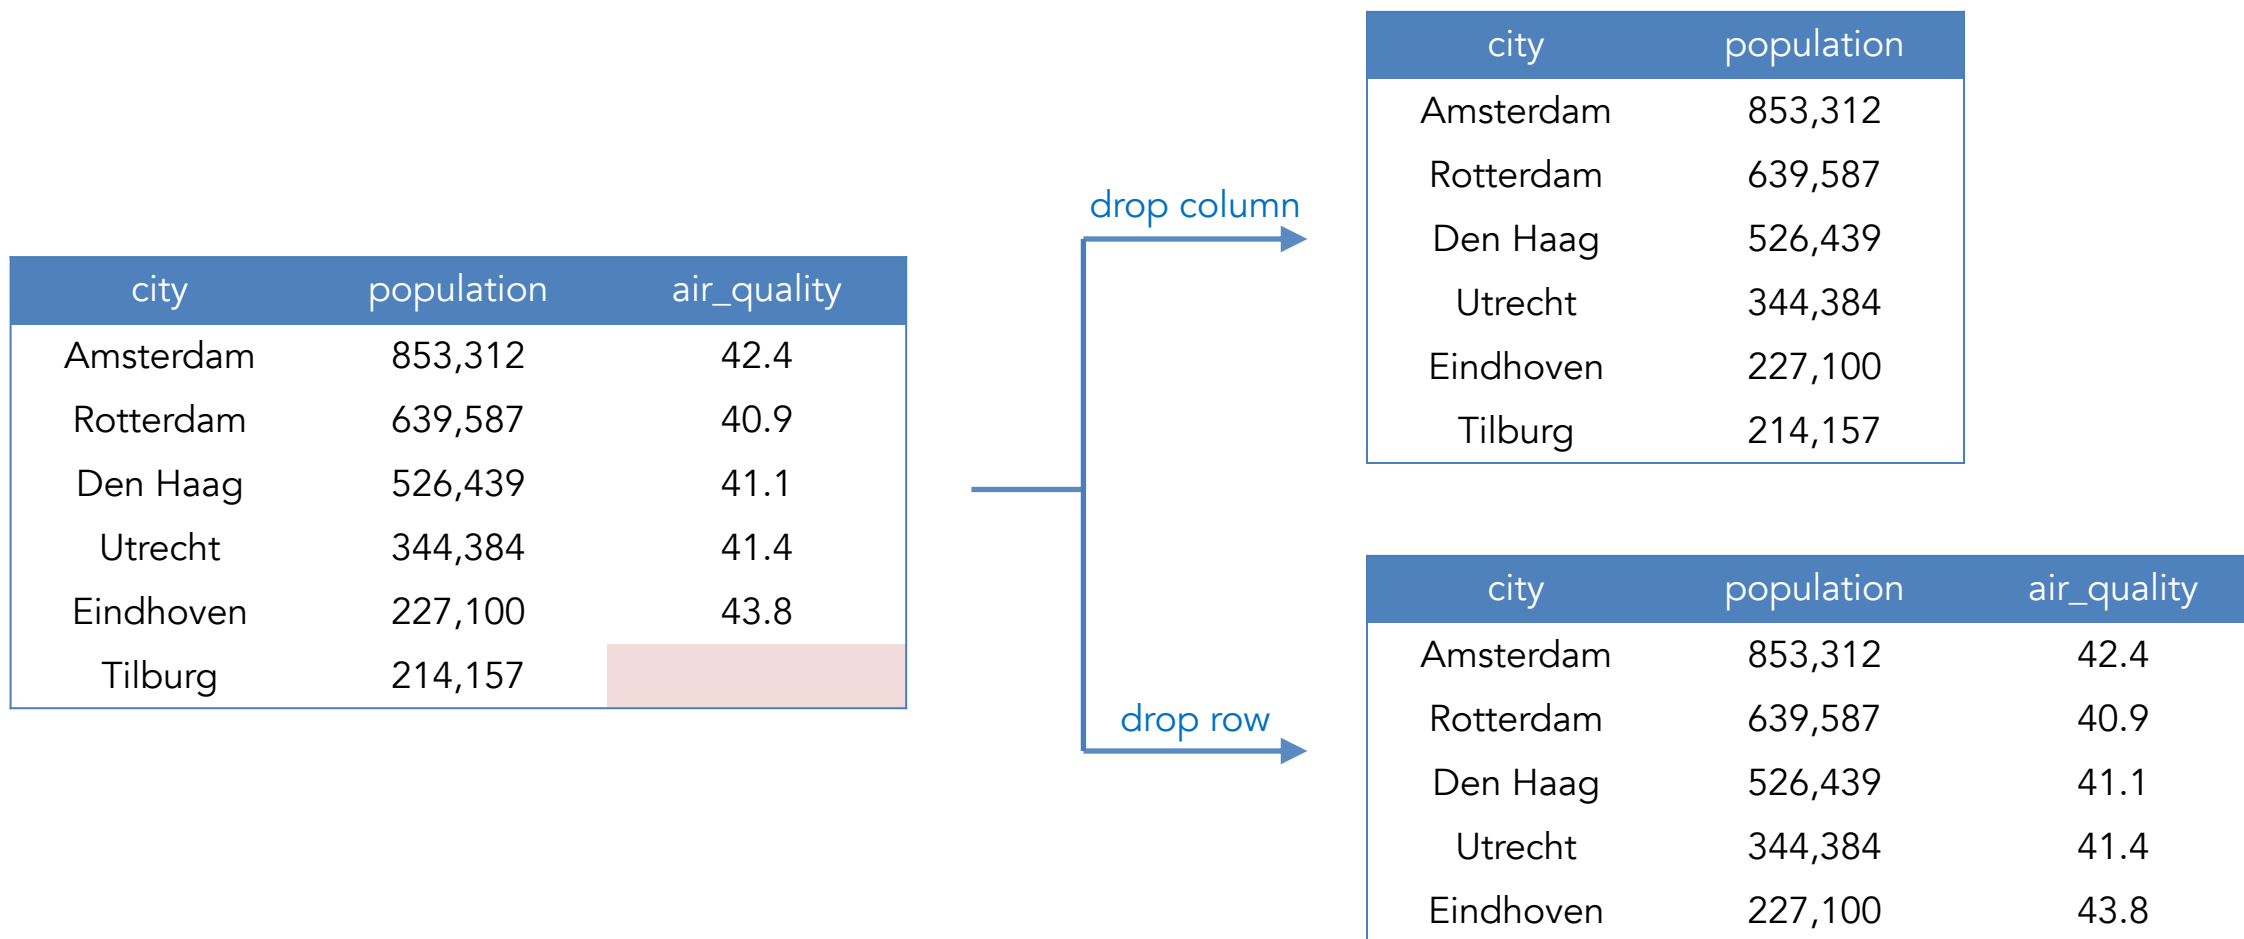 city population air_quality
Amsterdam 853,312 42.4
Rotterdam 639,587 40.9
Den Haag 526,439 41.1
Utrecht 344,384 41.4
Eindhoven 227,100 43.8
Tilburg 214,157
drop column
city population
Amsterdam 853,312
Rotterdam 639,587
Den Haag 526,439
Utrecht 344,384
Eindhoven 227,100
Tilburg 214,157
drop row
city population air_quality
Amsterdam 853,312 42.4
Rotterdam 639,587 40.9
Den Haag 526,439 41.1
Utrecht 344,384 41.4
Eindhoven 227,100 43.8